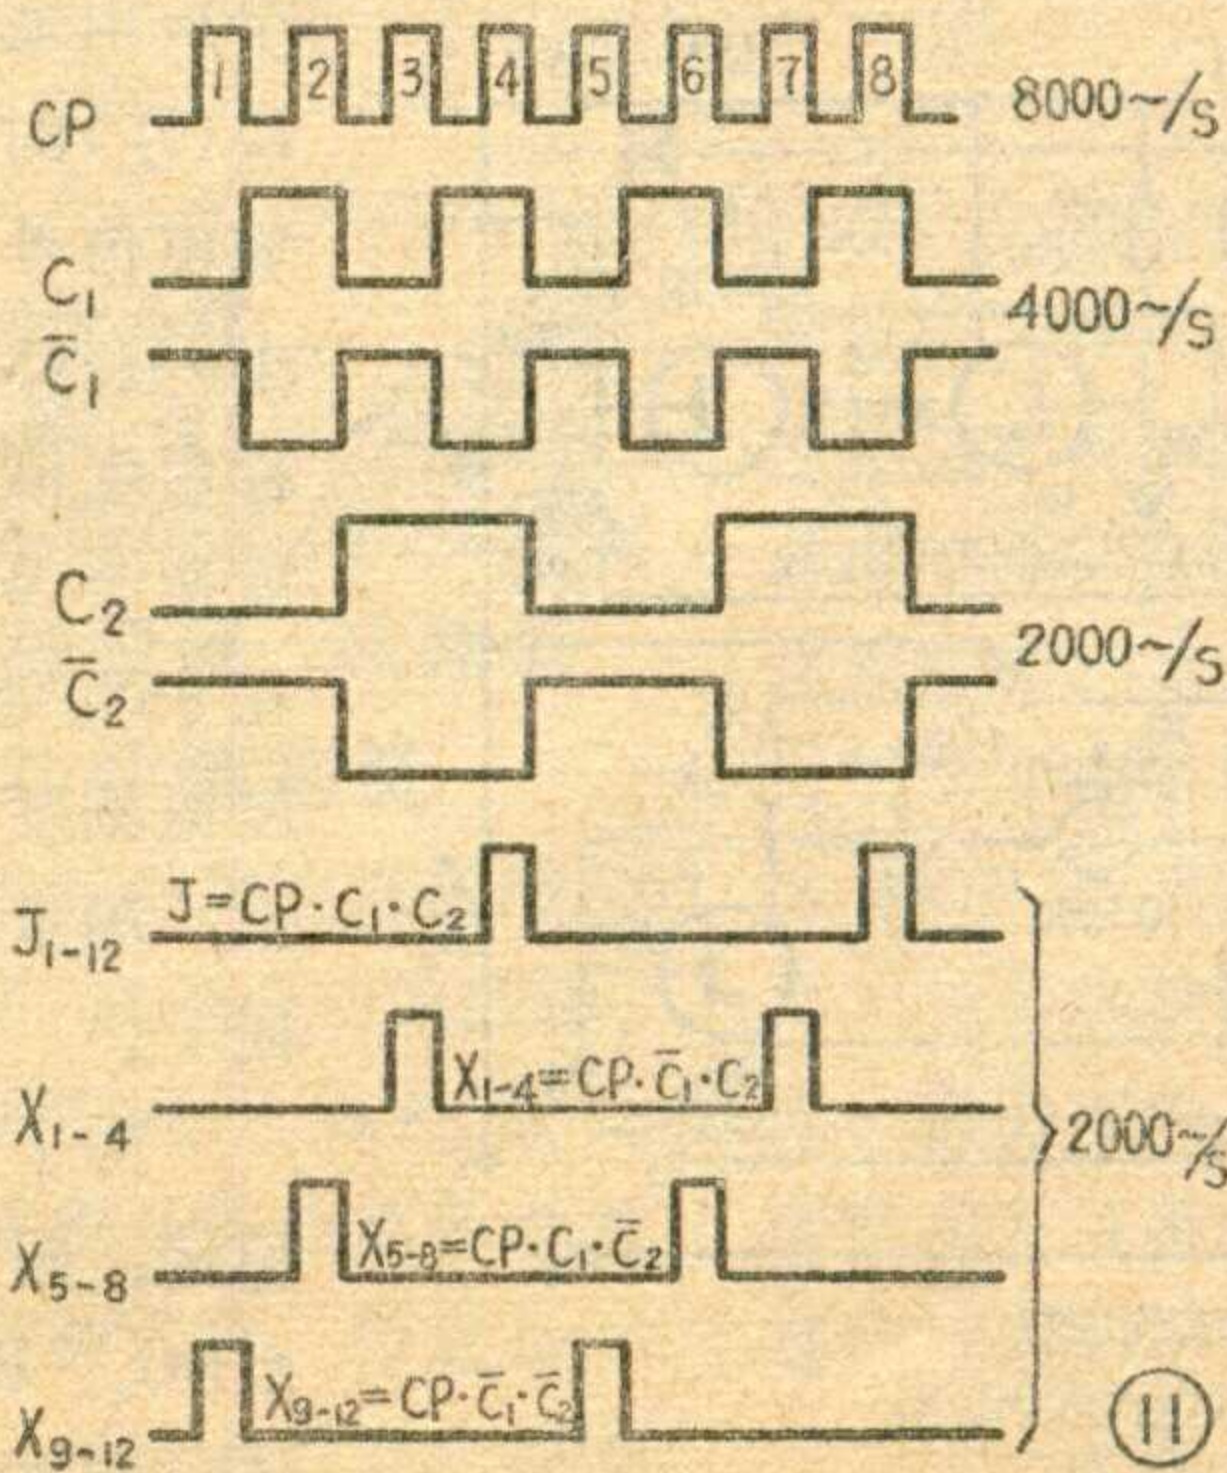 1 2 3 4 5 6 7 8
CP 8000~/S
C₁
4000~/S
C̅₁
C₂
2000~/S
C̅₂
J=CP·C₁·C₂
J₁₋₁₂
X₁₋₄=CP·C̅₁·C₂
X₁₋₄
2000~/S
X₅₋₈=CP·C₁·C̅₂
X₅₋₈
X₉₋₁₂=CP·C̅₁·C̅₂
X₉₋₁₂
11